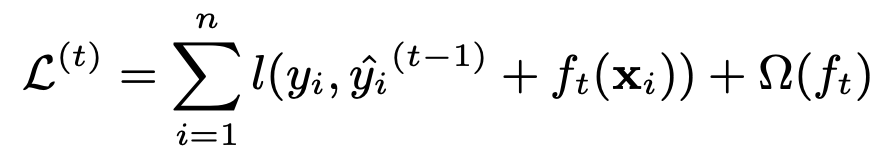 $\mathcal{L}^{(t)} = \sum_{i=1}^{n} l(y_i, \hat{y_i}^{(t-1)} + f_t(\mathbf{x}_i)) + \Omega(f_t)$